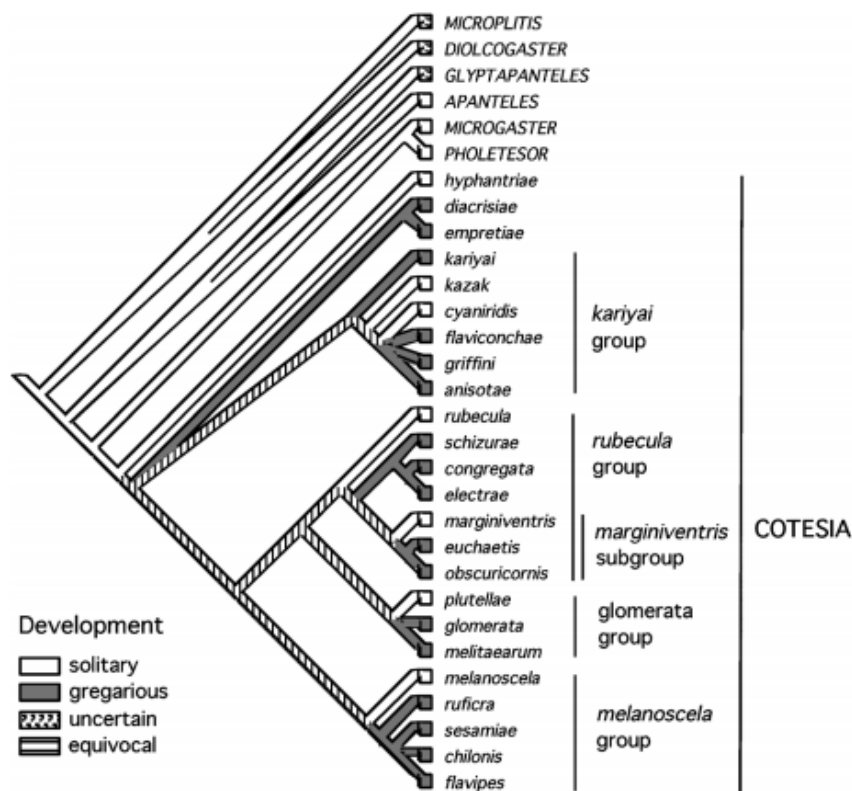 MICROPLITIS
DIOLCOGASTER
GLYPTAPANTELES
APANTELES
MICROGASTER
PHOLETESOR
hyphantriae
diacrisiae
empretiae
kariyai
kazak
cyaniridis
flaviconchae
griffini
anisotae
kariyai
group
rubecula
schizurae
congregata
electrae
marginiventris
euchaetis
obscuricornis
rubecula
group
marginiventris
subgroup
COTESIA
plutellae
glomerata
melitaearum
glomerata
group
melanoscela
ruficra
sesamiae
chilonis
flavipes
melanoscela
group
Development
solitary
gregarious
uncertain
equivocal